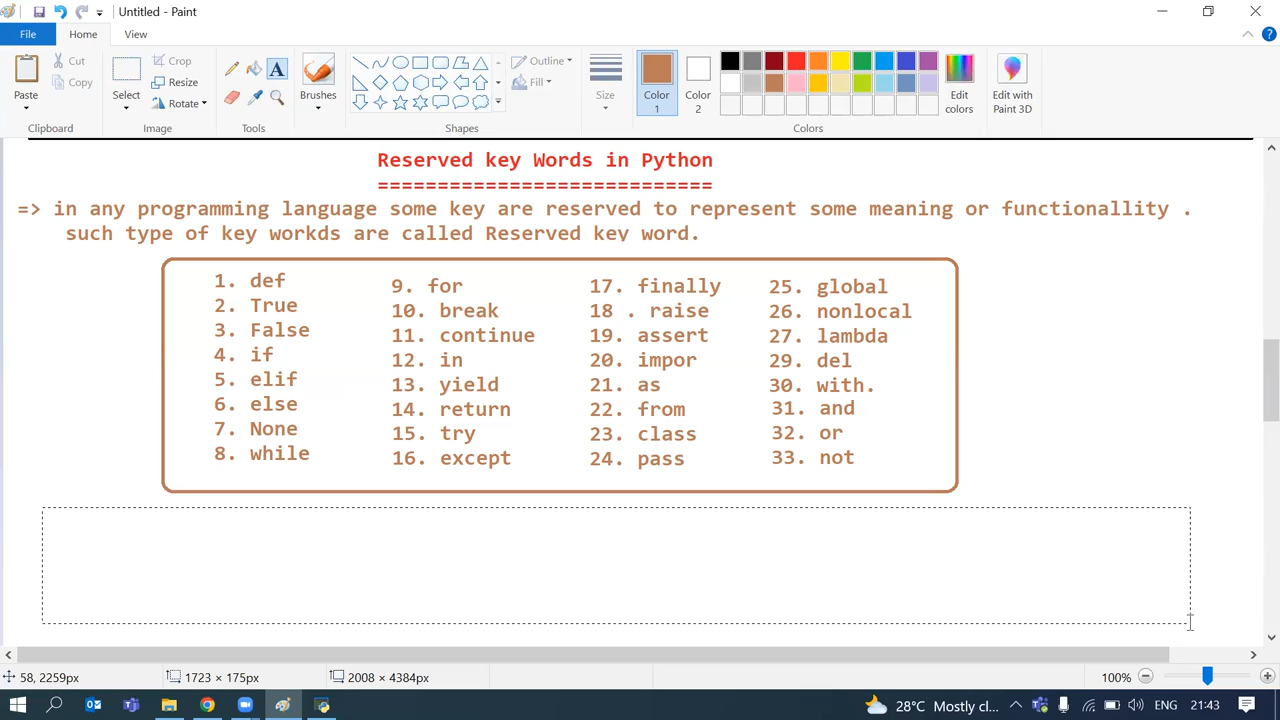 Untitled - Paint
File
Home
View
Paste
Cut
Copy
Clipboard
Select
Crop
Resize
Rotate
Image
Tools
Brushes
Shapes
Outline
Fill
Size
Color
1
Color
2
Colors
Edit
colors
Edit with
Paint 3D
Reserved key Words in Python
============================
=> in any programming language some key are reserved to represent some meaning or functionallity .
such type of key workds are called Reserved key word.
1. def
2. True
3. False
4. if
5. elif
6. else
7. None
8. while
9. for
10. break
11. continue
12. in
13. yield
14. return
15. try
16. except
17. finally
18 . raise
19. assert
20. impor
21. as
22. from
23. class
24. pass
25. global
26. nonlocal
27. lambda
29. del
30. with.
31. and
32. or
33. not
58, 2259px
1723 × 175px
2008 × 4384px
100%
28°C Mostly cl...
ENG
21:43